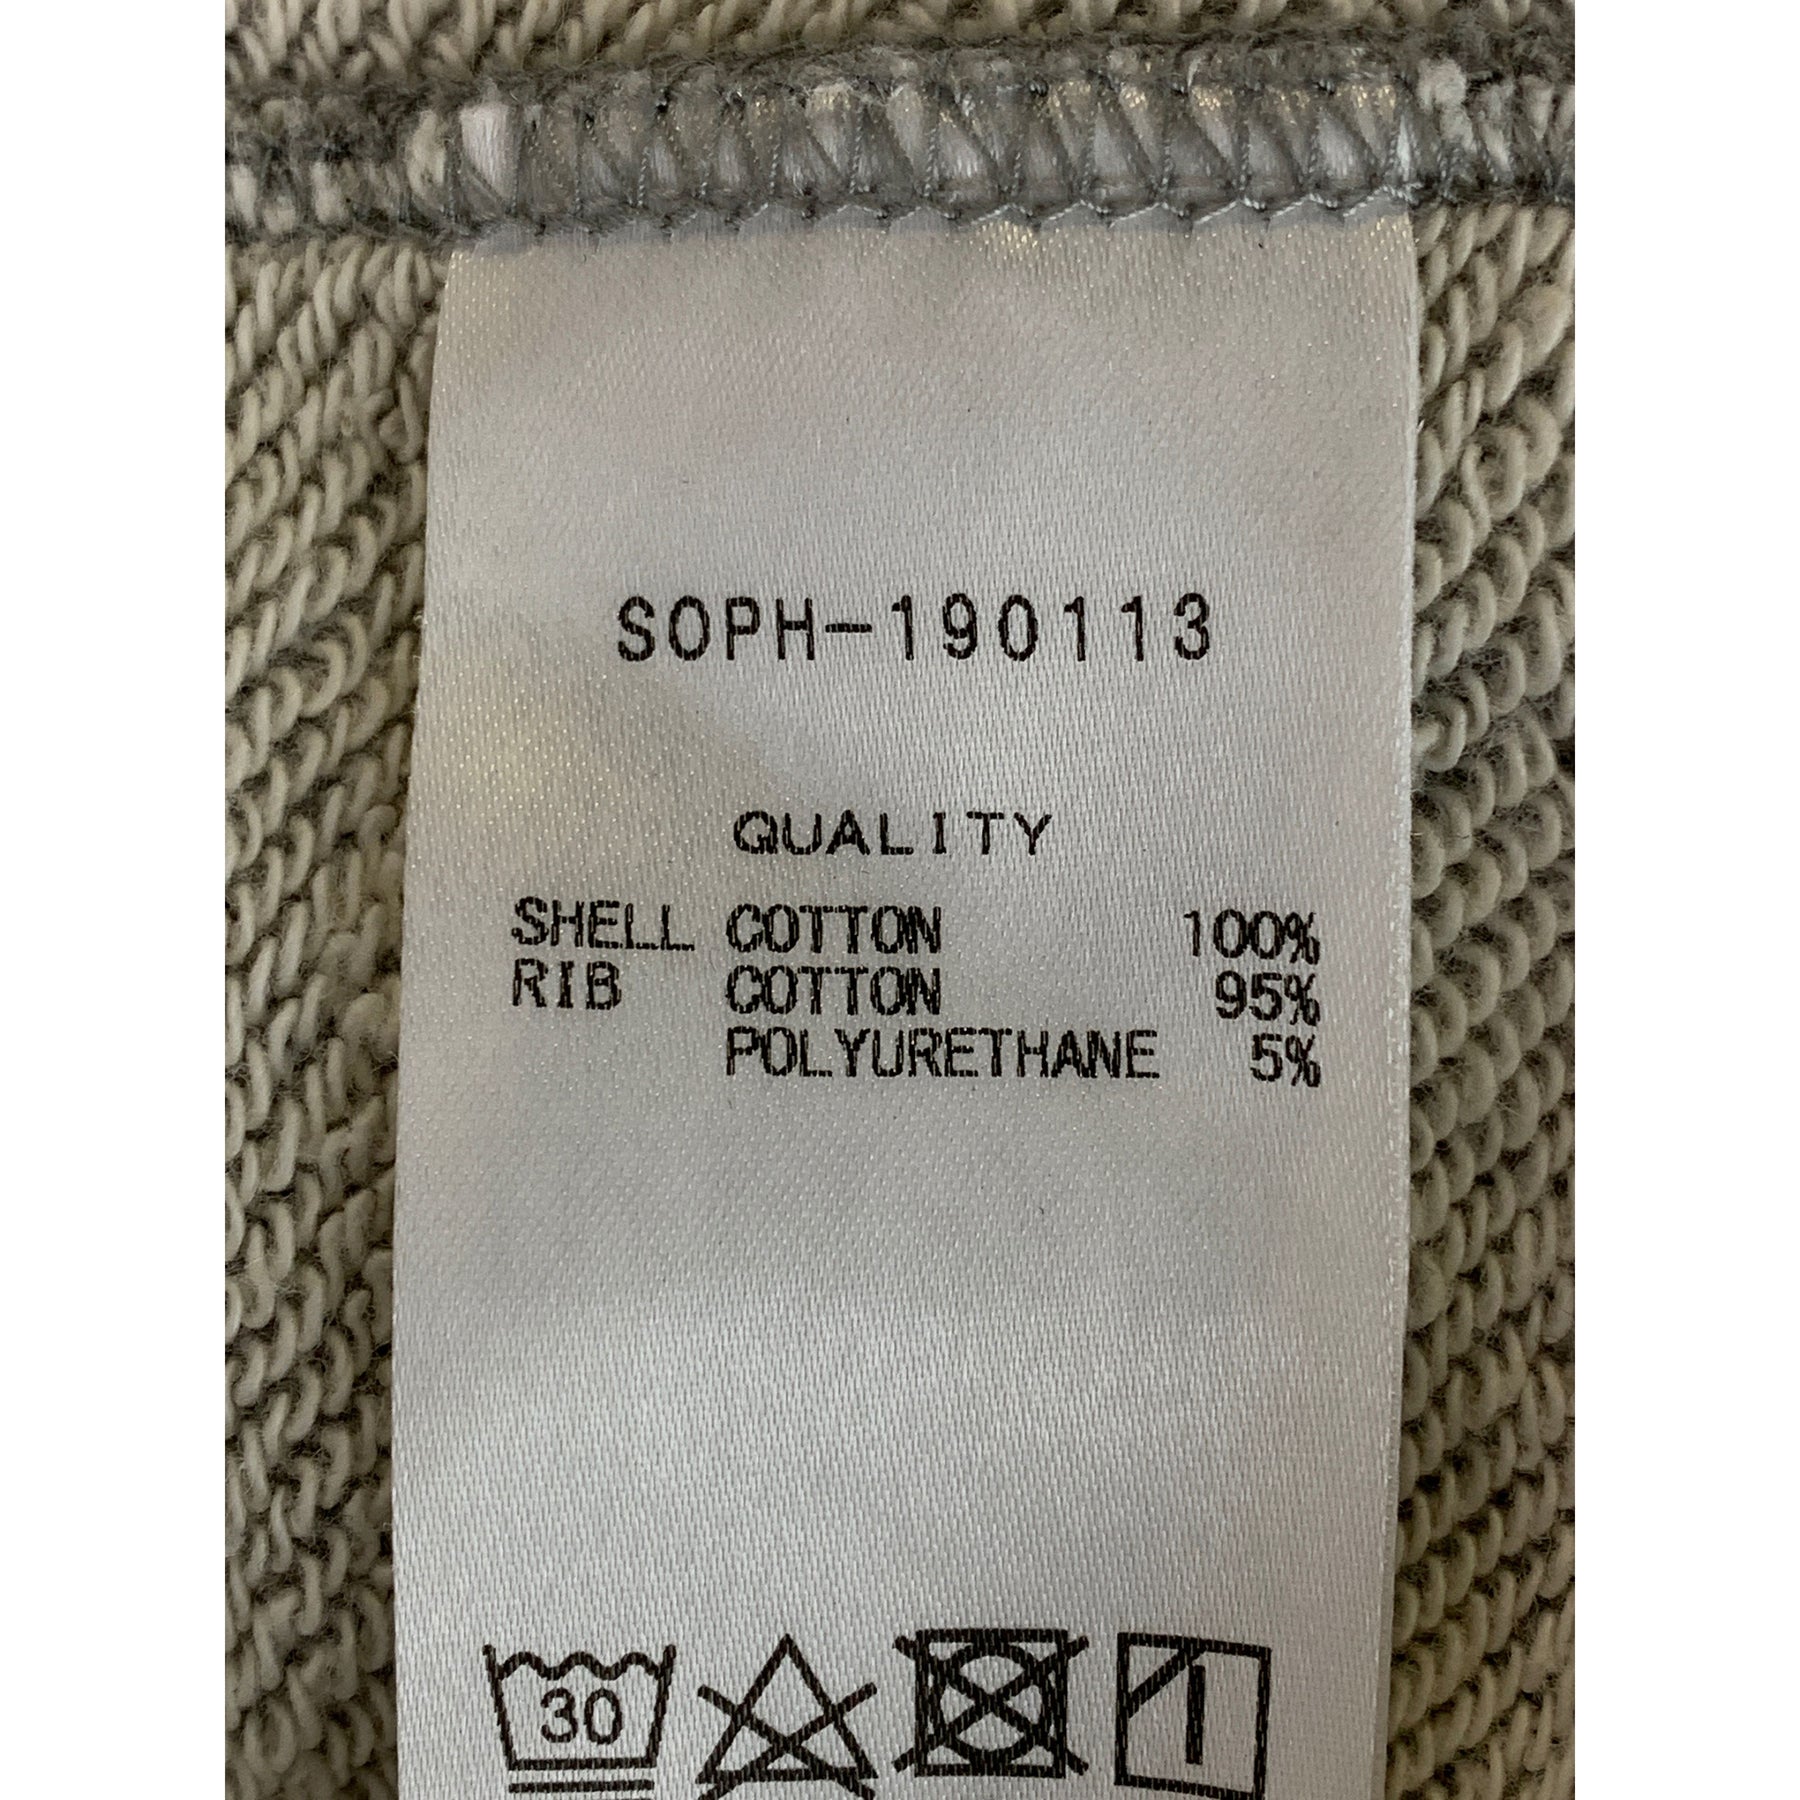 SOPH-190113
QUALITY
SHELL COTTON 100%
RIB COTTON 95%
POLYURETHANE 5%
30